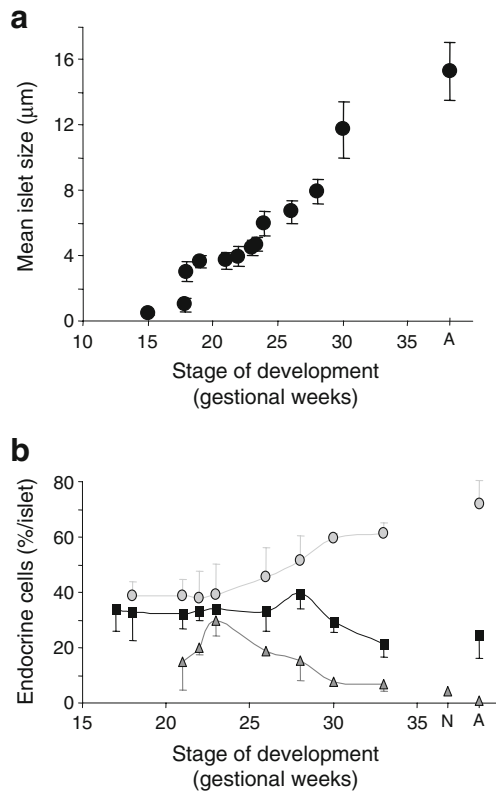 a
Mean islet size (μm)
16
12
8
4
0
10 15 20 25 30 35 A
Stage of development
(gestional weeks)
b
Endocrine cells (%/islet)
80
60
40
20
0
15 20 25 30 35 N A
Stage of development
(gestional weeks)